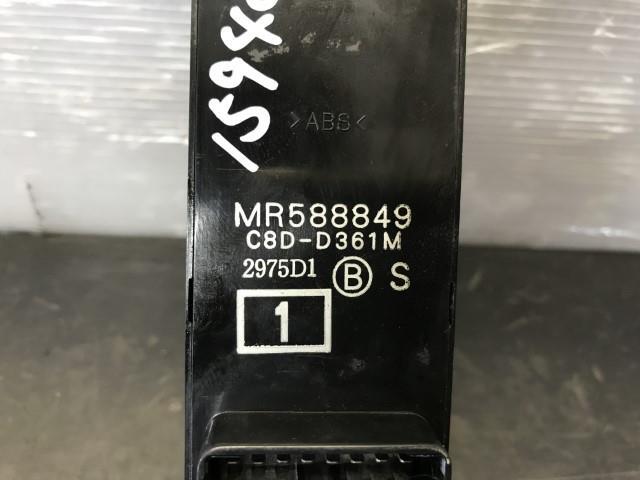 >ABS<
MR588849
C8D-D361M
2975D1 B S
1